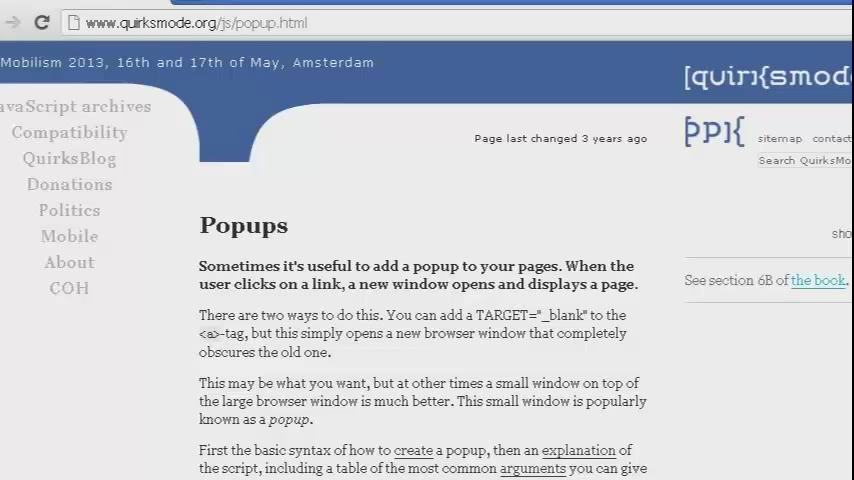 www.quirksmode.org/js/popup.html
Mobilism 2013, 16th and 17th of May, Amsterdam
[quirı{smode
avaScript archives
Compatibility
QuirksBlog
Donations
Politics
Mobile
About
COH
Page last changed 3 years ago
sitemap contact
Search QuirksMo
sho
Popups
Sometimes it's useful to add a popup to your pages. When the
user clicks on a link, a new window opens and displays a page.
See section 6B of the book.
There are two ways to do this. You can add a TARGET="_blank" to the
<a>-tag, but this simply opens a new browser window that completely
obscures the old one.
This may be what you want, but at other times a small window on top of
the large browser window is much better. This small window is popularly
known as a popup.
First the basic syntax of how to create a popup, then an explanation of
the script, including a table of the most common arguments you can give